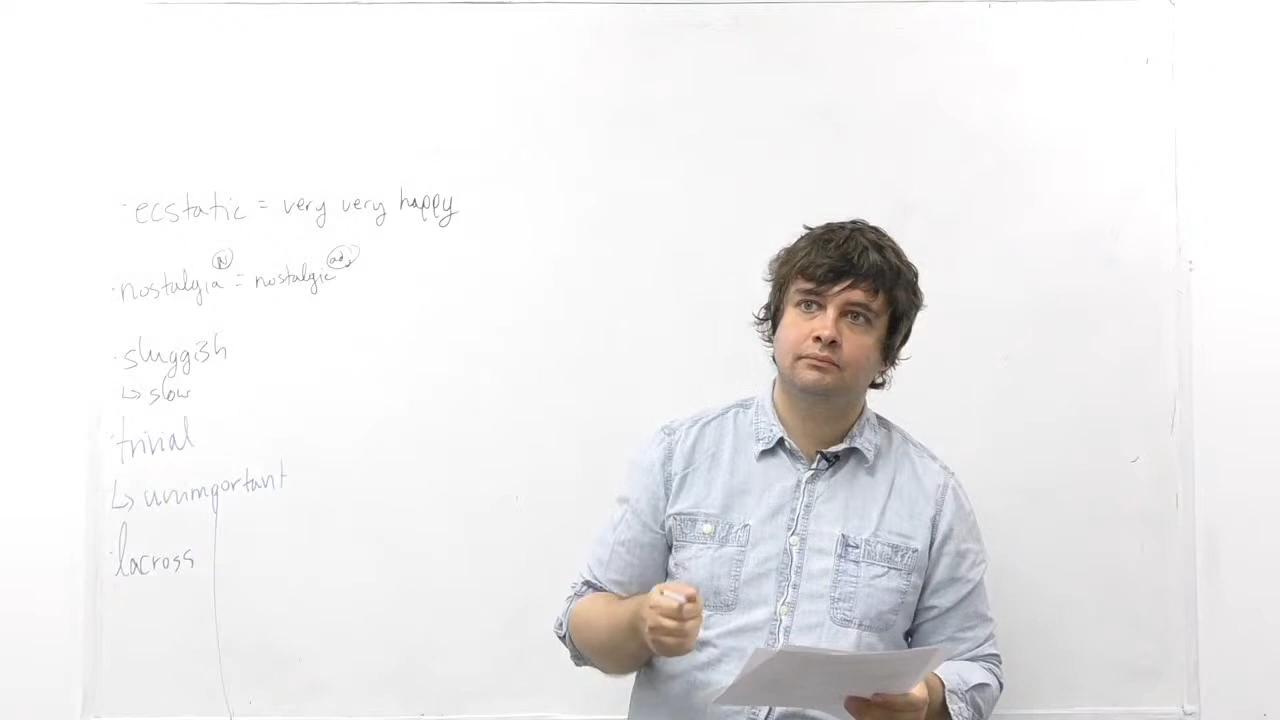 · ecstatic = very very happy
· nostalgia (N) = nostalgic (adj)
· sluggish
↳ slow
· trivial
↳ unimportant
· lacross